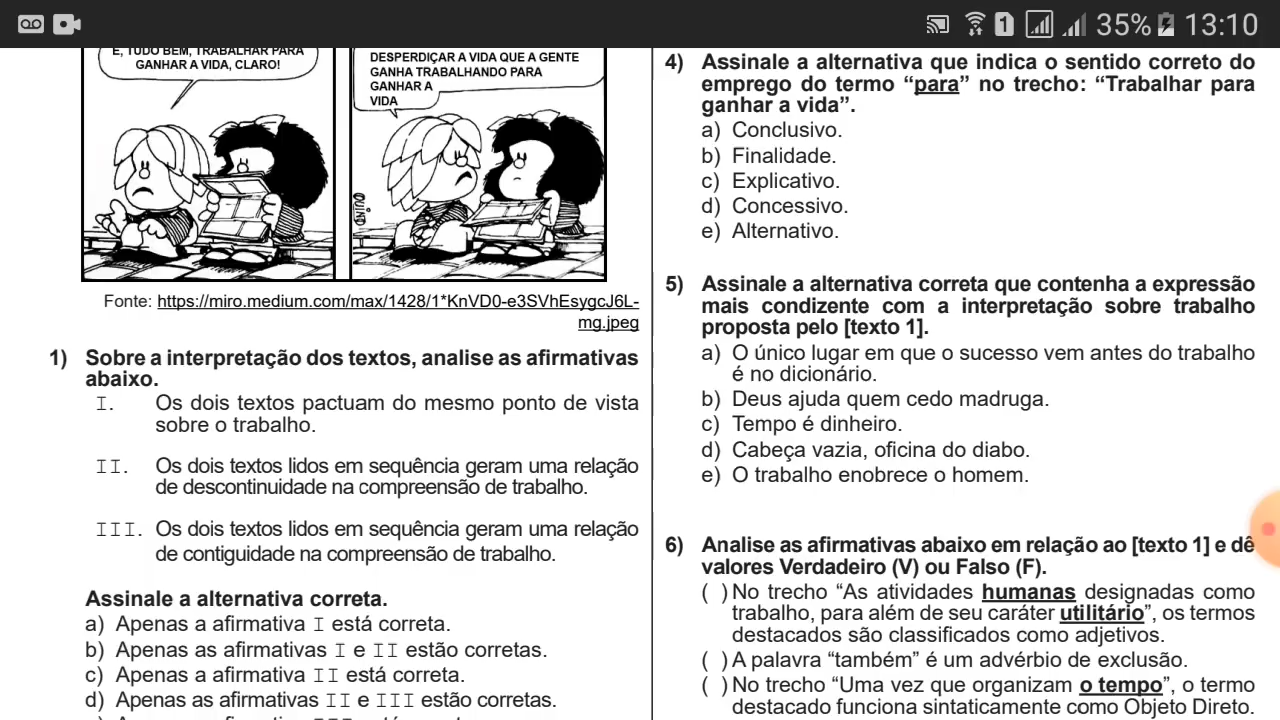 35% 13:10
E, TUDO BEM, TRABALHAR PARA
GANHAR A VIDA, CLARO!
DESPERDIÇAR A VIDA QUE A GENTE
GANHA TRABALHANDO PARA
GANHAR A
VIDA
QUINO
Fonte: https://miro.medium.com/max/1428/1*KnVD0-e3SVhEsygcJ6L-
mg.jpeg
1) Sobre a interpretação dos textos, analise as afirmativas
abaixo.
I. Os dois textos pactuam do mesmo ponto de vista
sobre o trabalho.
II. Os dois textos lidos em sequência geram uma relação
de descontinuidade na compreensão de trabalho.
III. Os dois textos lidos em sequência geram uma relação
de contiguidade na compreensão de trabalho.
Assinale a alternativa correta.
a) Apenas a afirmativa I está correta.
b) Apenas as afirmativas I e II estão corretas.
c) Apenas a afirmativa II está correta.
d) Apenas as afirmativas II e III estão corretas.
4) Assinale a alternativa que indica o sentido correto do
emprego do termo “para” no trecho: “Trabalhar para
ganhar a vida”.
a) Conclusivo.
b) Finalidade.
c) Explicativo.
d) Concessivo.
e) Alternativo.
5) Assinale a alternativa correta que contenha a expressão
mais condizente com a interpretação sobre trabalho
proposta pelo [texto 1].
a) O único lugar em que o sucesso vem antes do trabalho
é no dicionário.
b) Deus ajuda quem cedo madruga.
c) Tempo é dinheiro.
d) Cabeça vazia, oficina do diabo.
e) O trabalho enobrece o homem.
6) Analise as afirmativas abaixo em relação ao [texto 1] e dê
valores Verdadeiro (V) ou Falso (F).
( ) No trecho “As atividades humanas designadas como
trabalho, para além de seu caráter utilitário”, os termos
destacados são classificados como adjetivos.
( ) A palavra “também” é um advérbio de exclusão.
( ) No trecho “Uma vez que organizam o tempo”, o termo
destacado funciona sintaticamente como Objeto Direto.